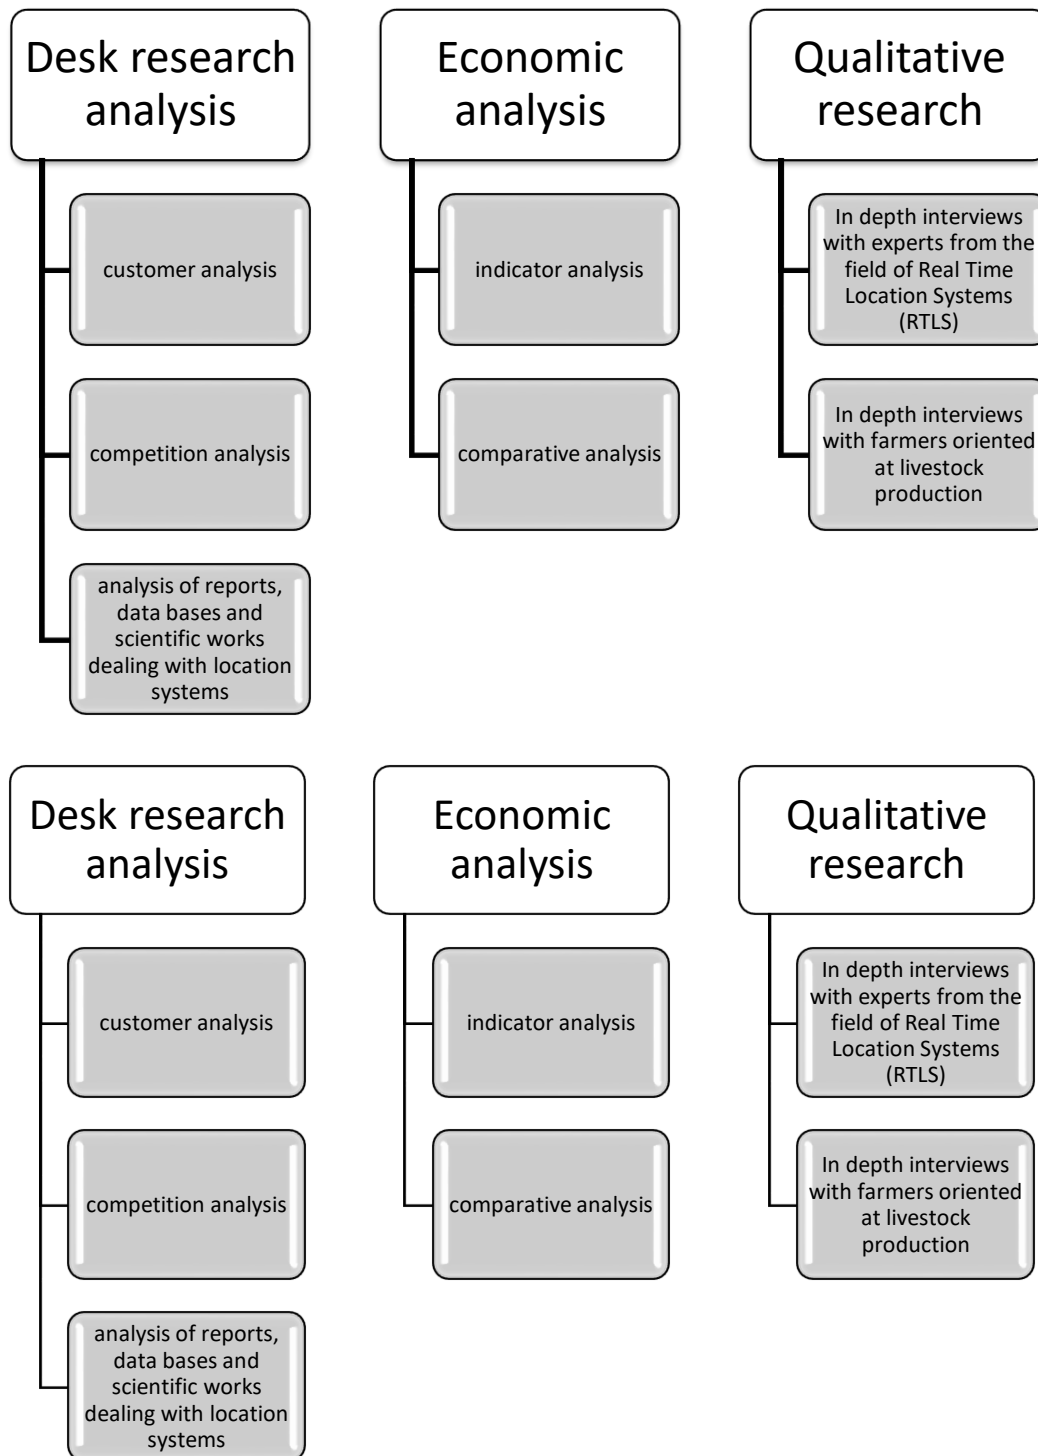 Desk research
analysis
customer analysis
competition analysis
analysis of reports,
data bases and
scientific works
dealing with location
systems
Economic
analysis
indicator analysis
comparative analysis
Qualitative
research
In depth interviews
with experts from the
field of Real Time
Location Systems
(RTLS)
In depth interviews
with farmers oriented
at livestock
production
Desk research
analysis
customer analysis
competition analysis
analysis of reports,
data bases and
scientific works
dealing with location
systems
Economic
analysis
indicator analysis
comparative analysis
Qualitative
research
In depth interviews
with experts from the
field of Real Time
Location Systems
(RTLS)
In depth interviews
with farmers oriented
at livestock
production